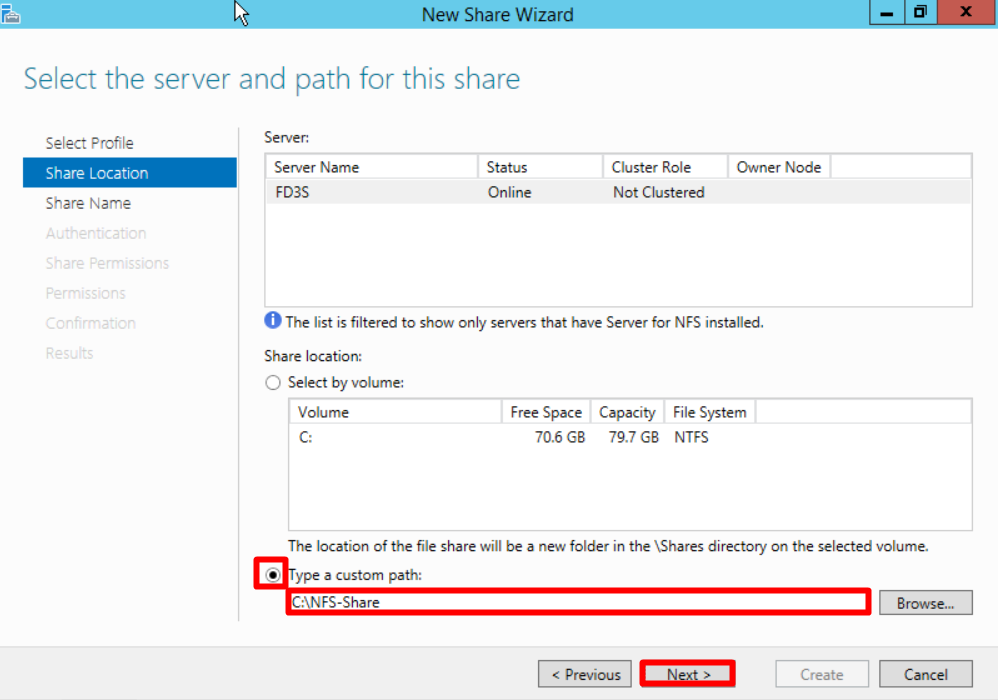 New Share Wizard
Select the server and path for this share
Select Profile
Share Location
Share Name
Authentication
Share Permissions
Permissions
Confirmation
Results
Server:
Server Name Status Cluster Role Owner Node
FD3S Online Not Clustered
The list is filtered to show only servers that have Server for NFS installed.
Share location:
Select by volume:
Volume Free Space Capacity File System
C: 70.6 GB 79.7 GB NTFS
The location of the file share will be a new folder in the \Shares directory on the selected volume.
Type a custom path:
C:\NFS-Share Browse...
< Previous Next > Create Cancel